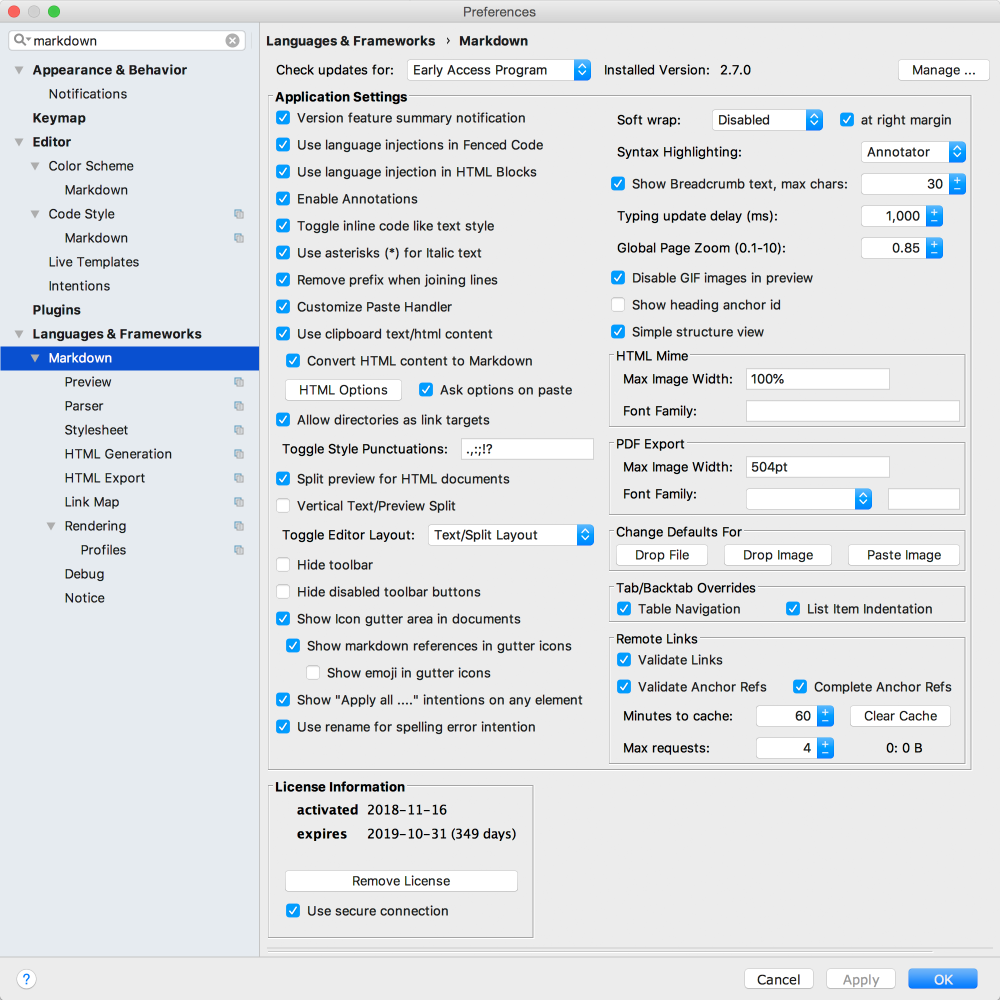 Preferences
markdown
Appearance & Behavior
Notifications
Keymap
Editor
Color Scheme
Markdown
Code Style
Markdown
Live Templates
Intentions
Plugins
Languages & Frameworks
Markdown
Preview
Parser
Stylesheet
HTML Generation
HTML Export
Link Map
Rendering
Profiles
Debug
Notice
Languages & Frameworks › Markdown
Check updates for: Early Access Program Installed Version: 2.7.0 Manage ...
Application Settings
Version feature summary notification
Use language injections in Fenced Code
Use language injection in HTML Blocks
Enable Annotations
Toggle inline code like text style
Use asterisks (*) for Italic text
Remove prefix when joining lines
Customize Paste Handler
Use clipboard text/html content
Convert HTML content to Markdown
HTML Options Ask options on paste
Allow directories as link targets
Toggle Style Punctuations: .,:;!?
Split preview for HTML documents
Vertical Text/Preview Split
Toggle Editor Layout: Text/Split Layout
Hide toolbar
Hide disabled toolbar buttons
Show Icon gutter area in documents
Show markdown references in gutter icons
Show emoji in gutter icons
Show "Apply all ...." intentions on any element
Use rename for spelling error intention
Soft wrap: Disabled at right margin
Syntax Highlighting: Annotator
Show Breadcrumb text, max chars: 30
Typing update delay (ms): 1,000
Global Page Zoom (0.1-10): 0.85
Disable GIF images in preview
Show heading anchor id
Simple structure view
HTML Mime
Max Image Width: 100%
Font Family:
PDF Export
Max Image Width: 504pt
Font Family:
Change Defaults For
Drop File Drop Image Paste Image
Tab/Backtab Overrides
Table Navigation List Item Indentation
Remote Links
Validate Links
Validate Anchor Refs Complete Anchor Refs
Minutes to cache: 60 Clear Cache
Max requests: 4 0: 0 B
License Information
activated 2018-11-16
expires 2019-10-31 (349 days)
Remove License
Use secure connection
? Cancel Apply OK